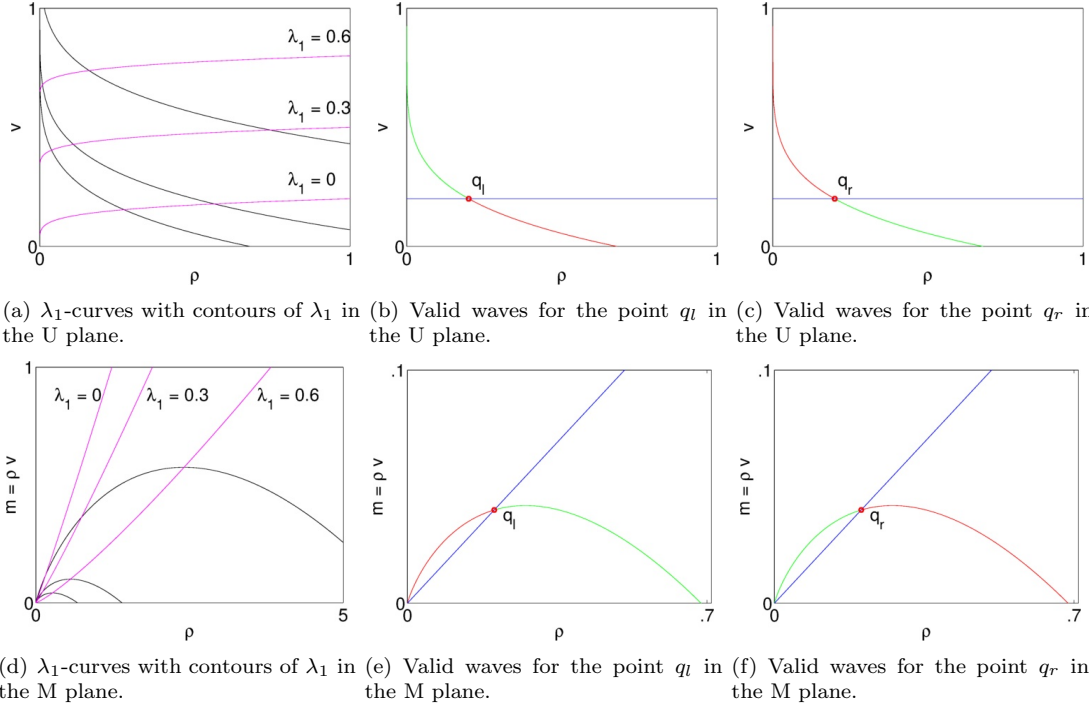 1
λ₁ = 0.6
λ₁ = 0.3
λ₁ = 0
v
0
0
1
ρ
1
v
qₗ
0
0
1
ρ
1
v
qᵣ
0
0
1
ρ
(a) λ₁-curves with contours of λ₁ in
the U plane.
(b) Valid waves for the point qₗ in
the U plane.
(c) Valid waves for the point qᵣ in
the U plane.
1
λ₁ = 0
λ₁ = 0.3
λ₁ = 0.6
m = ρ v
0
0
5
ρ
.1
m = ρ v
qₗ
0
0
.7
ρ
.1
m = ρ v
qᵣ
0
0
.7
ρ
(d) λ₁-curves with contours of λ₁ in
the M plane.
(e) Valid waves for the point qₗ in
the M plane.
(f) Valid waves for the point qᵣ in
the M plane.